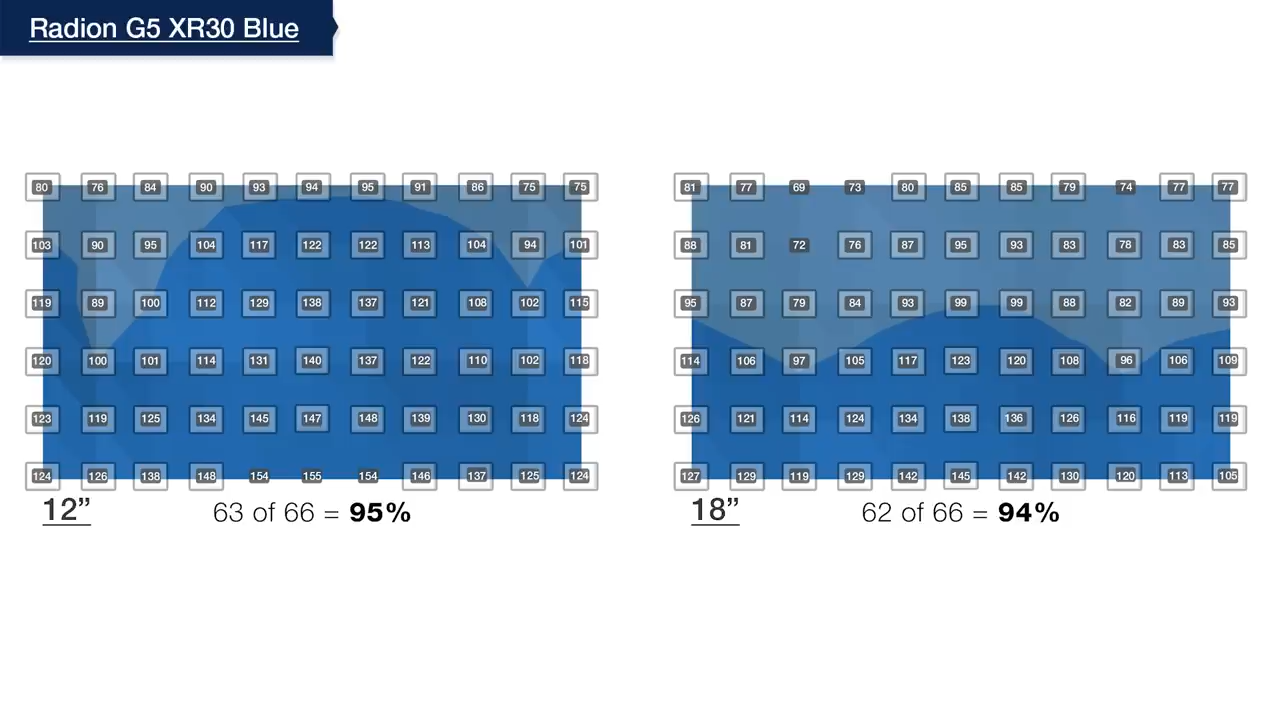 Radion G5 XR30 Blue
80 76 84 90 93 94 95 91 86 75 75
103 90 95 104 117 122 122 113 104 94 101
119 89 100 112 129 138 137 121 108 102 115
120 100 101 114 131 140 137 122 110 102 118
123 119 125 134 145 147 148 139 130 118 124
124 126 138 148 154 155 154 146 137 125 124
12” 63 of 66 = 95%
81 77 69 73 80 85 85 79 74 77 77
88 81 72 76 87 95 93 83 78 83 85
95 87 79 84 93 99 99 88 82 89 93
114 106 97 105 117 123 120 108 96 106 109
126 121 114 124 134 138 136 126 116 119 119
127 129 119 129 142 145 142 130 120 113 105
18” 62 of 66 = 94%